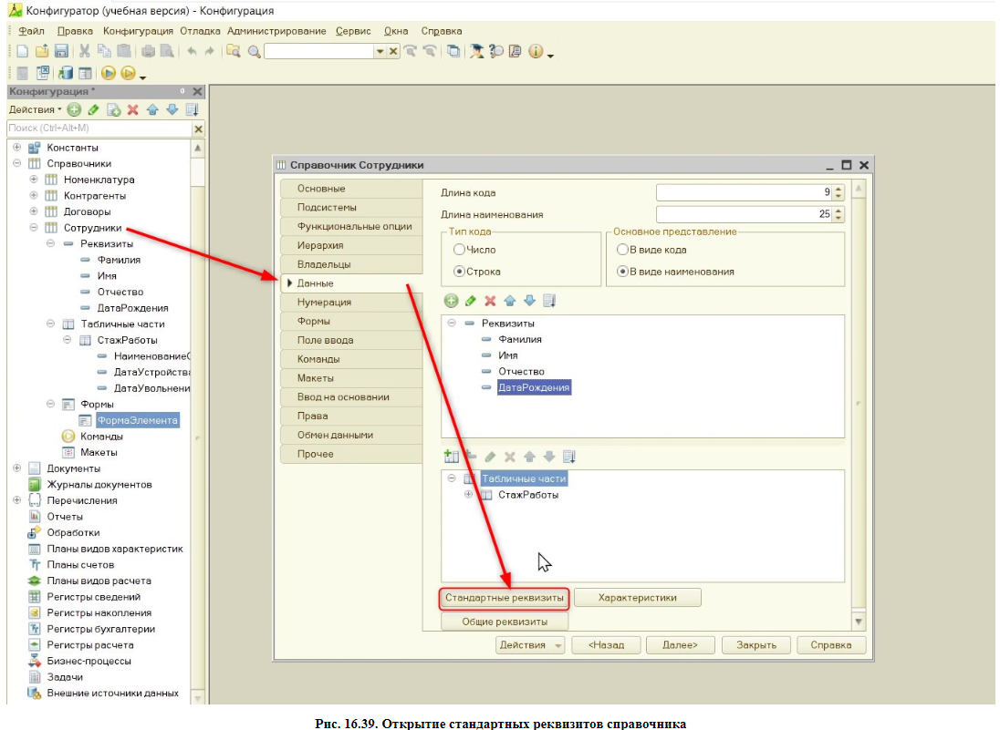 Конфигуратор (учебная версия) - Конфигурация
Файл Правка Конфигурация Отладка Администрирование Сервис Окна Справка
Конфигурация *
Действия
Поиск (Ctrl+Alt+M)
Константы
Справочники
Номенклатура
Контрагенты
Договоры
Сотрудники
Реквизиты
Фамилия
Имя
Отчество
ДатаРождения
Табличные части
СтажРаботы
НаименованиеО
ДатаУстройства
ДатаУвольнени
Формы
ФормаЭлемента
Команды
Макеты
Документы
Журналы документов
Перечисления
Отчеты
Обработки
Планы видов характеристик
Планы счетов
Планы видов расчета
Регистры сведений
Регистры накопления
Регистры бухгалтерии
Регистры расчета
Бизнес-процессы
Задачи
Внешние источники данных
Справочник Сотрудники
Основные
Подсистемы
Функциональные опции
Иерархия
Владельцы
Данные
Нумерация
Формы
Поле ввода
Команды
Макеты
Ввод на основании
Права
Обмен данными
Прочее
Длина кода 9
Длина наименования 25
Тип кода
Число
Строка
Основное представление
В виде кода
В виде наименования
Реквизиты
Фамилия
Имя
Отчество
ДатаРождения
Табличные части
СтажРаботы
Стандартные реквизиты Характеристики
Общие реквизиты
Действия <Назад Далее> Закрыть Справка
Рис. 16.39. Открытие стандартных реквизитов справочника